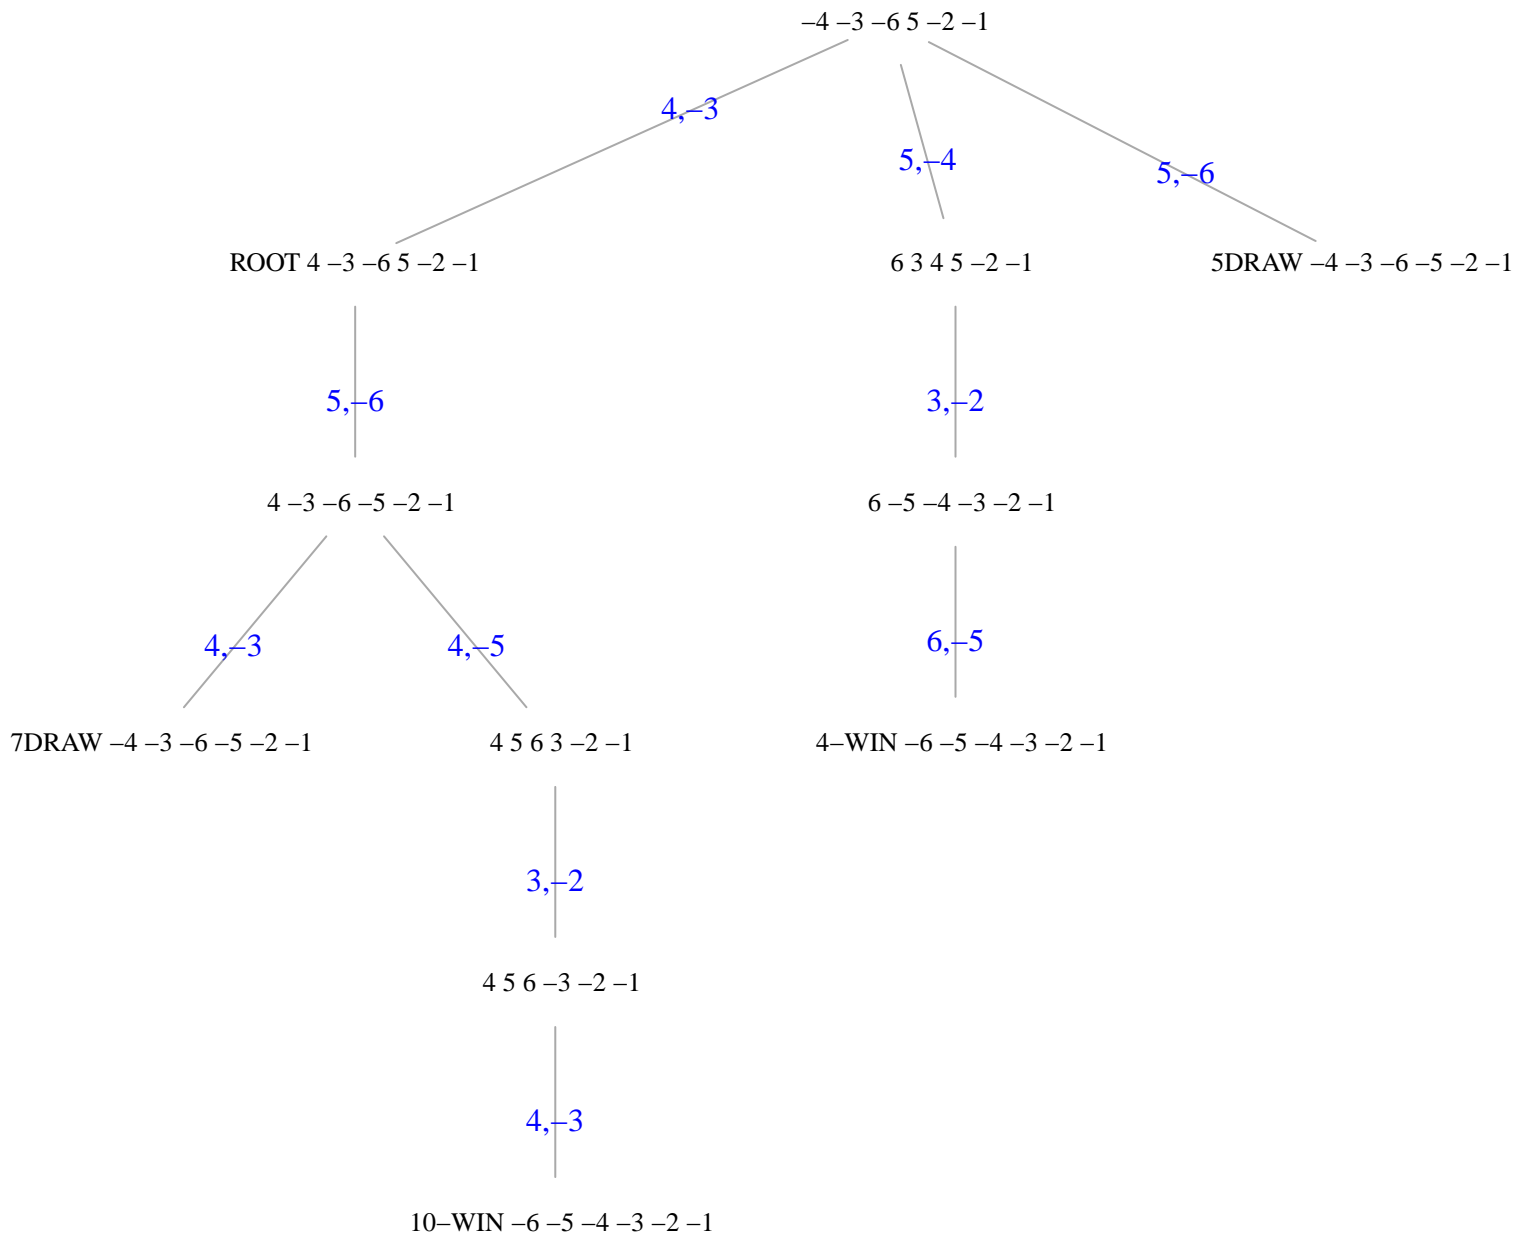 –4 –3 –6 5 –2 –1
4,–3
5,–4
5,–6
ROOT 4 –3 –6 5 –2 –1
6 3 4 5 –2 –1
5DRAW –4 –3 –6 –5 –2 –1
5,–6
3,–2
4 –3 –6 –5 –2 –1
6 –5 –4 –3 –2 –1
4,–3
4,–5
6,–5
7DRAW –4 –3 –6 –5 –2 –1
4 5 6 3 –2 –1
4–WIN –6 –5 –4 –3 –2 –1
3,–2
4 5 6 –3 –2 –1
4,–3
10–WIN –6 –5 –4 –3 –2 –1